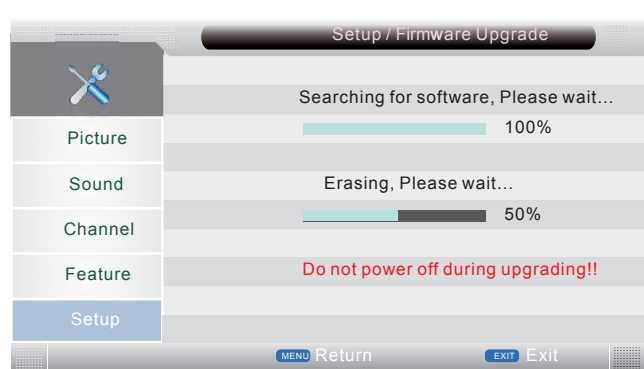 Setup / Firmware Upgrade
Searching for software, Please wait...
100%
Picture
Sound
Erasing, Please wait...
50%
Channel
Feature
Do not power off during upgrading!!
Setup
MENU Return
EXIT Exit